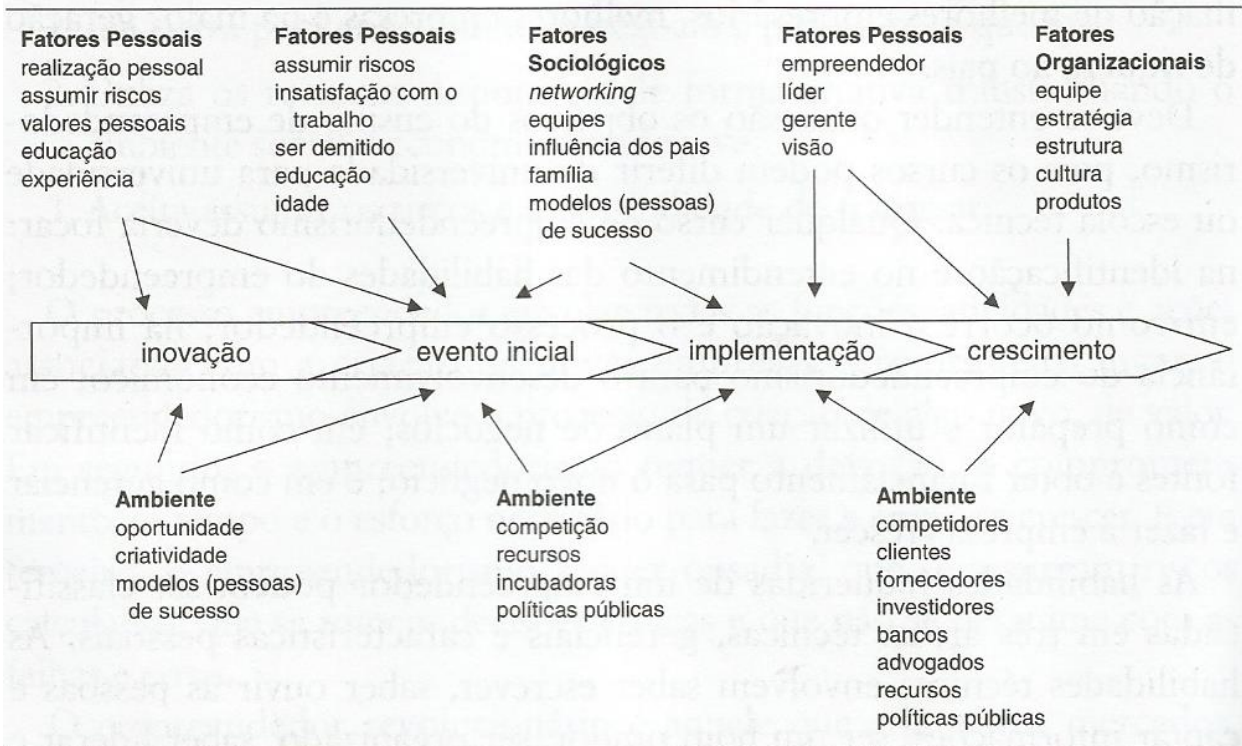 Fatores Pessoais
realização pessoal
assumir riscos
valores pessoais
educação
experiência
Fatores Pessoais
assumir riscos
insatisfação com o
trabalho
ser demitido
educação
idade
Fatores
Sociológicos
networking
equipes
influência dos pais
família
modelos (pessoas)
de sucesso
Fatores Pessoais
empreendedor
líder
gerente
visão
Fatores
Organizacionais
equipe
estratégia
estrutura
cultura
produtos
inovação
evento inicial
implementação
crescimento
Ambiente
oportunidade
criatividade
modelos (pessoas)
de sucesso
Ambiente
competição
recursos
incubadoras
políticas públicas
Ambiente
competidores
clientes
fornecedores
investidores
bancos
advogados
recursos
políticas públicas